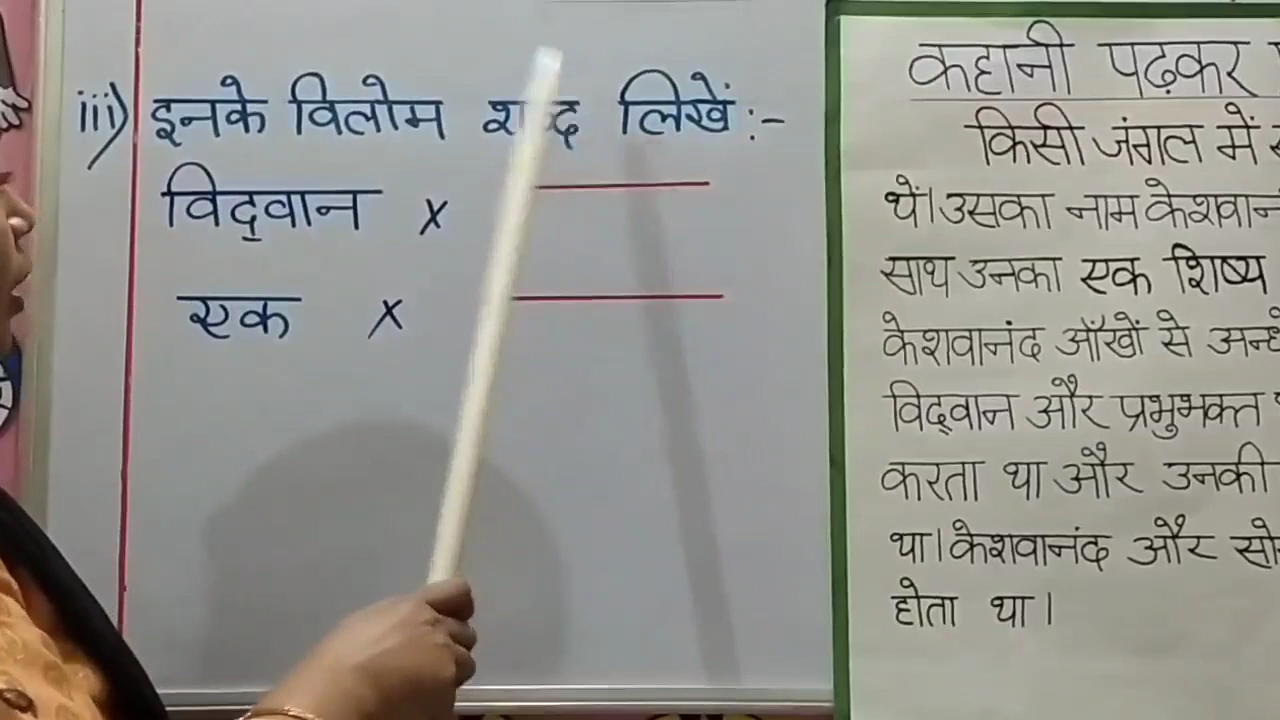 iii) इनके विलोम शब्द लिखें:-
विद्वान x
एक x
कहानी पढ़कर
किसी जंगल में
थे। उसका नाम केशवानं
साथ उनका एक शिष्य
केशवानंद आँखों से अन्धे
विद्वान और प्रभुभक्त
करता था और उनकी
था। केशवानंद और सो
होता था।